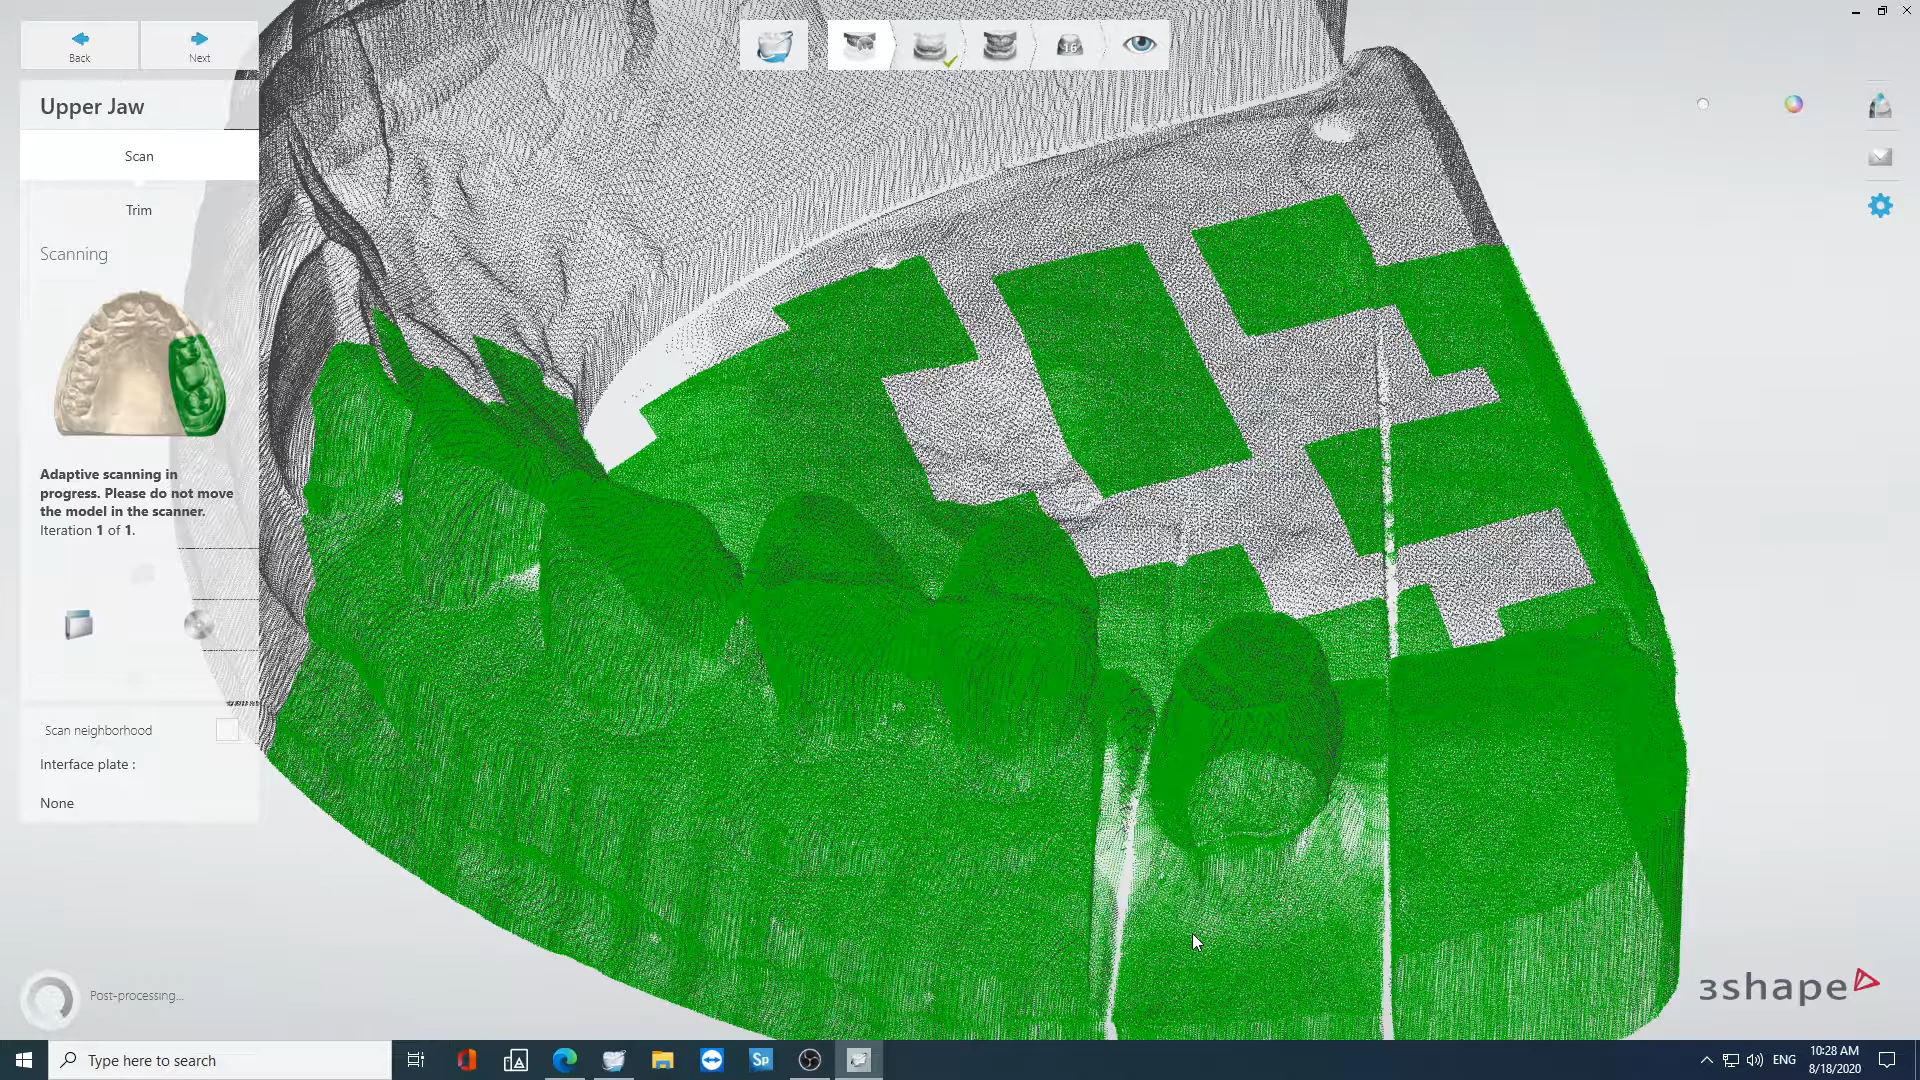 Back
Next
Upper Jaw
Scan
Trim
Scanning
Adaptive scanning in
progress. Please do not move
the model in the scanner.
Iteration 1 of 1.
Scan neighborhood
Interface plate :
None
Post-processing...
16
3shape
Type here to search
Sp
ENG
10:28 AM
8/18/2020